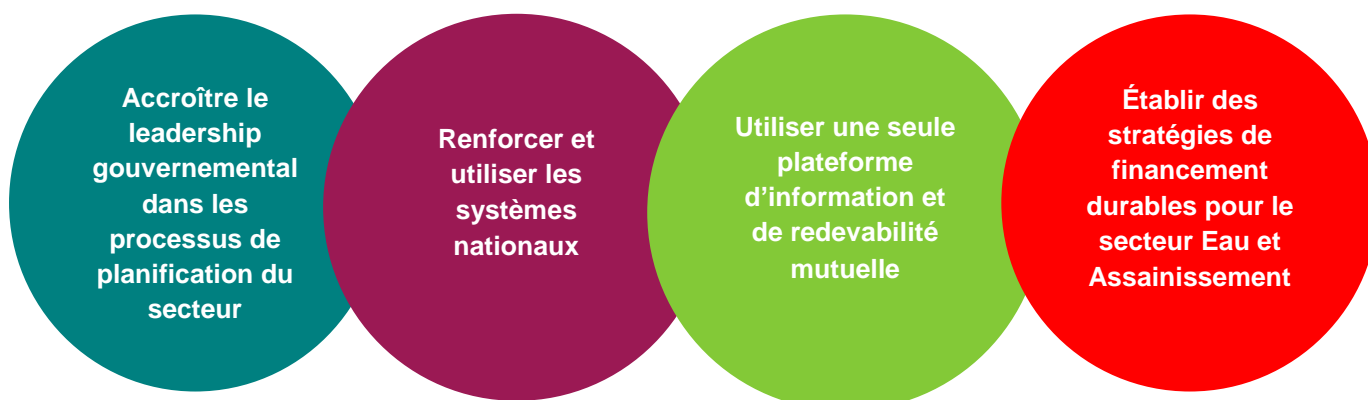 Accroître le
leadership
gouvernemental
dans les
processus de
planification du
secteur
Renforcer et
utiliser les
systèmes
nationaux
Utiliser une seule
plateforme
d’information et
de redevabilité
mutuelle
Établir des
stratégies de
financement
durables pour le
secteur Eau et
Assainissement